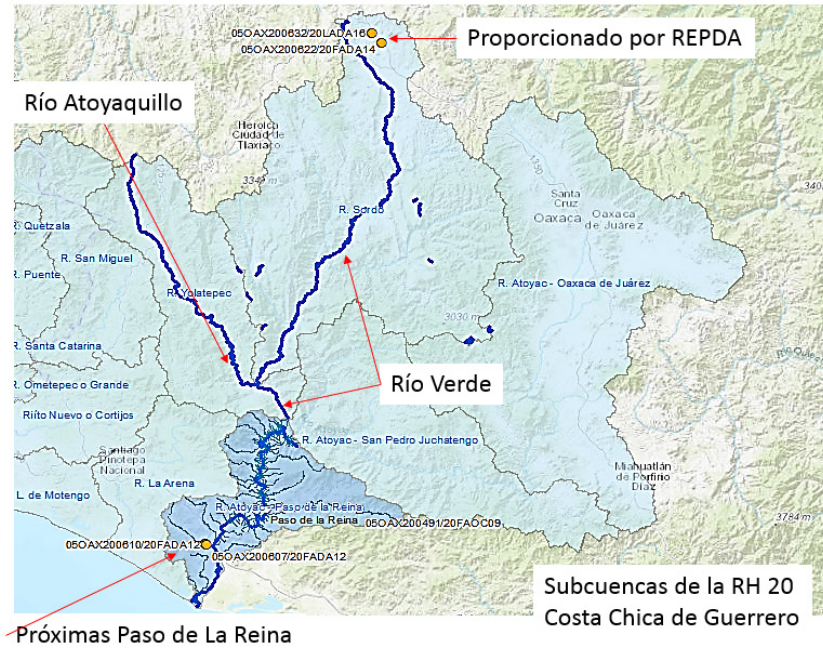 05OAX200632/20LADA16
05OAX200622/20FADA14
Proporcionado por REPDA
Río Atoyaquillo
Heroica
Ciudad de
Tlaxiaco
3345 m
340
Santa
Cruz
Oaxaca
Oaxaca
de Juárez
R. Sordo
R. Quetzala
R. San Miguel
R. Puente
R. Yolatepec
R. Atoyac - Oaxaca de Juárez
3030 m
R. Santa Catarina
R. Ometepec o Grande
Riíto Nuevo o Cortijos
Río Verde
R. Atoyac - San Pedro Juchatengo
Santiago
Pinotepa
Nacional
Miahuatlán
de Porfirio
Díaz
R. La Arena
L. de Motengo
R. Atoyac - Paso de la Reina
Paso de la Reina
05OAX200491/20FAOC09
3784 m
05OAX200610/20FADA12
05OAX200607/20FADA12
Subcuencas de la RH 20
Costa Chica de Guerrero
Próximas Paso de La Reina